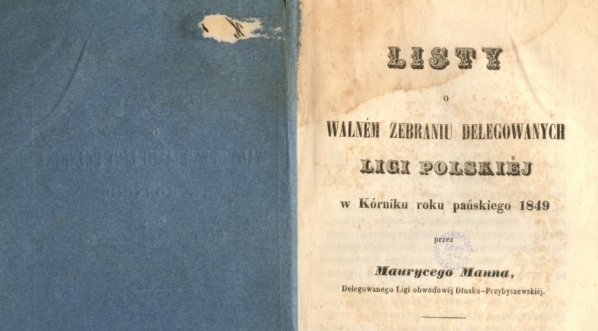 LISTY
o
WALNÉM ZEBRANIU DELEGOWANYCH
LIGI POLSKIÉJ
w Kórniku roku pańskiego 1849
przez
Maurycego Manna,
Delegowanego Ligi obwodowéj Dłusko-Przybyszewskiéj.